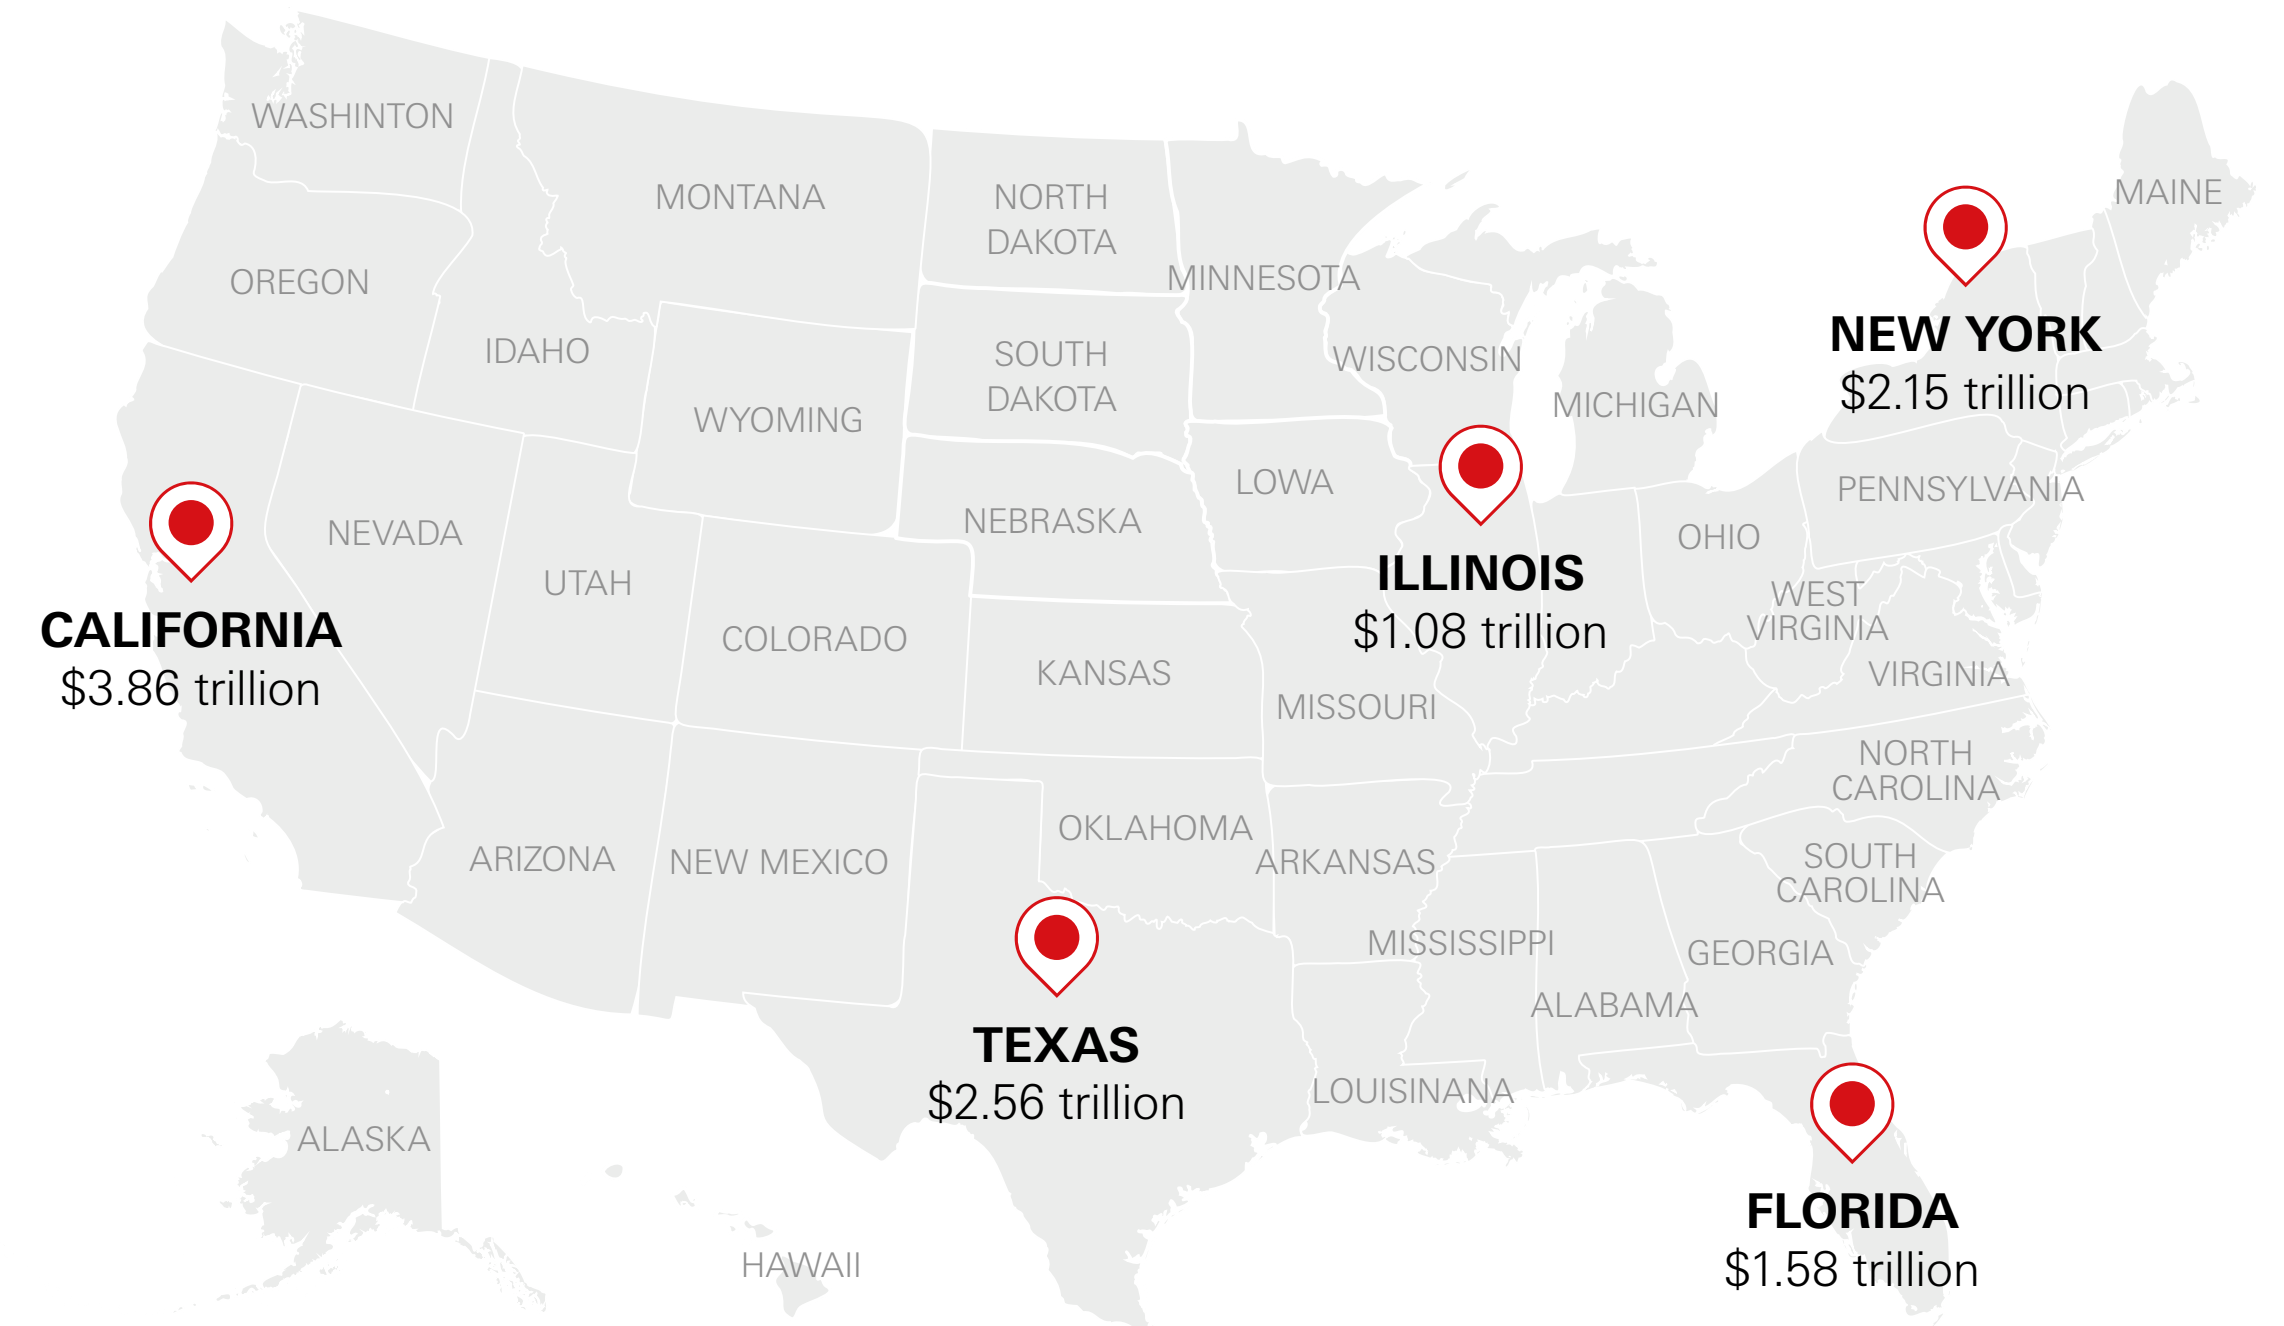 WASHINTON
MONTANA
NORTH
DAKOTA
MAINE
OREGON
MINNESOTA
IDAHO
SOUTH
DAKOTA
WISCONSIN
NEW YORK
$2.15 trillion
WYOMING
MICHIGAN
LOWA
PENNSYLVANIA
NEVADA
NEBRASKA
OHIO
UTAH
ILLINOIS
$1.08 trillion
WEST
VIRGINIA
CALIFORNIA
$3.86 trillion
COLORADO
KANSAS
VIRGINIA
MISSOURI
NORTH
CAROLINA
OKLAHOMA
ARIZONA
NEW MEXICO
ARKANSAS
SOUTH
CAROLINA
MISSISSIPPI
GEORGIA
ALABAMA
TEXAS
$2.56 trillion
LOUISINANA
ALASKA
FLORIDA
$1.58 trillion
HAWAII